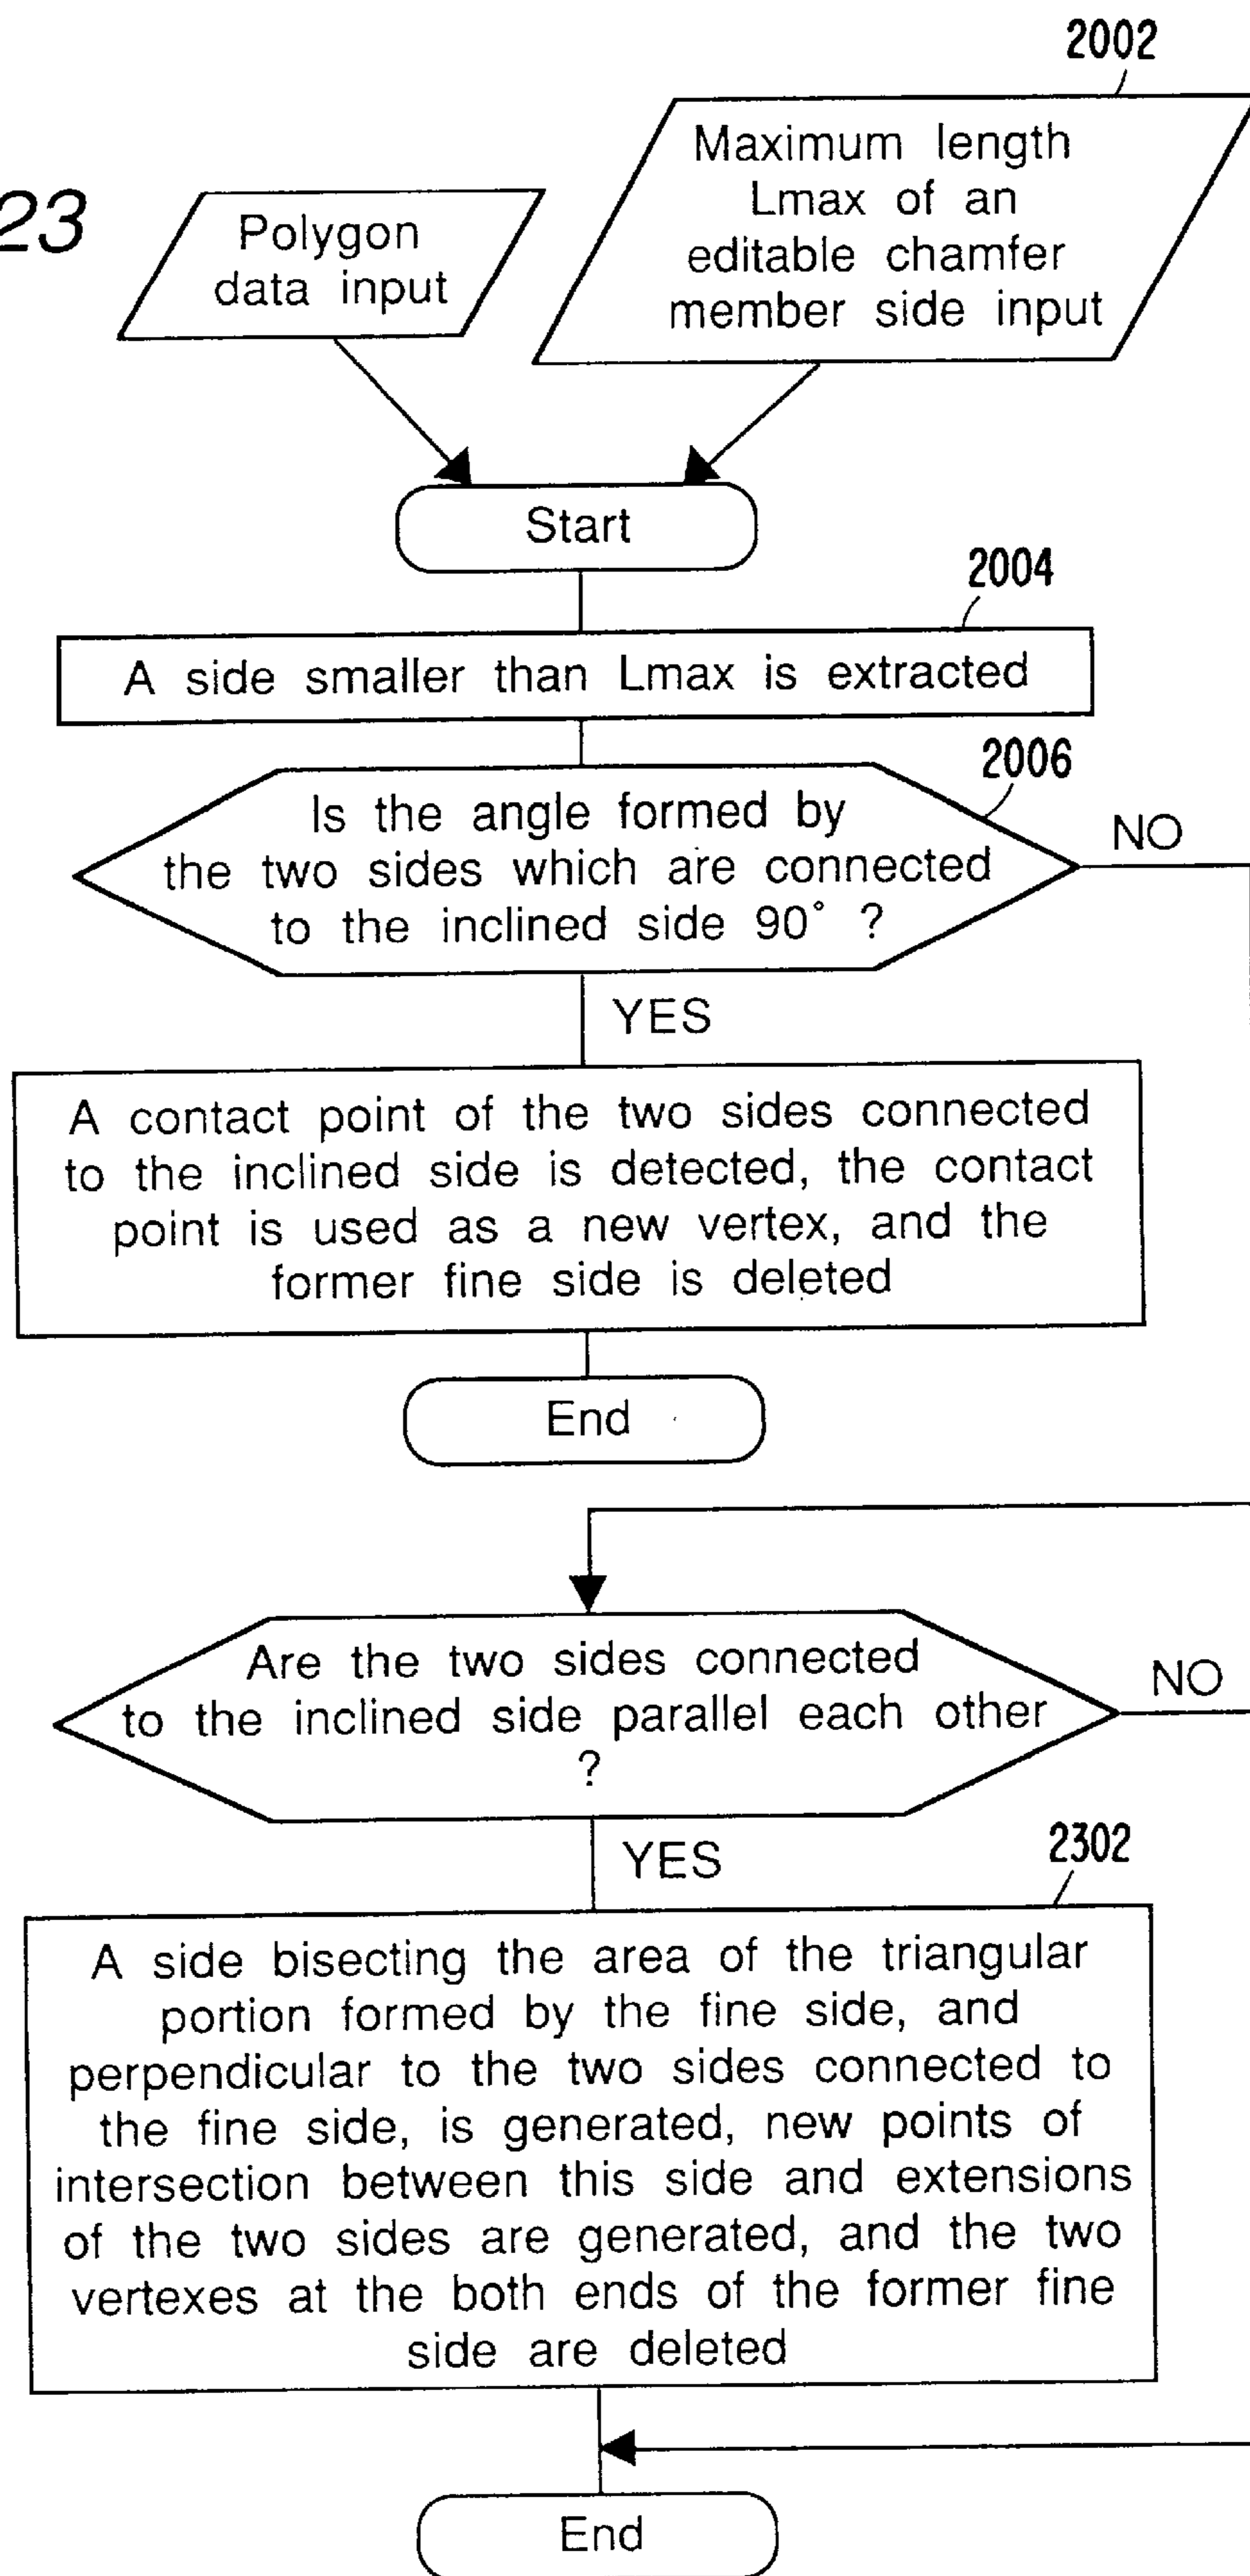 2002
23
Polygon
data input
Maximum length
Lmax of an
editable chamfer
member side input
Start
2004
A side smaller than Lmax is extracted
2006
Is the angle formed by
the two sides which are connected
to the inclined side 90° ?
NO
YES
A contact point of the two sides connected
to the inclined side is detected, the contact
point is used as a new vertex, and the
former fine side is deleted
End
Are the two sides connected
to the inclined side parallel each other
?
NO
YES
2302
A side bisecting the area of the triangular
portion formed by the fine side, and
perpendicular to the two sides connected to
the fine side, is generated, new points of
intersection between this side and extensions
of the two sides are generated, and the two
vertexes at the both ends of the former fine
side are deleted
End